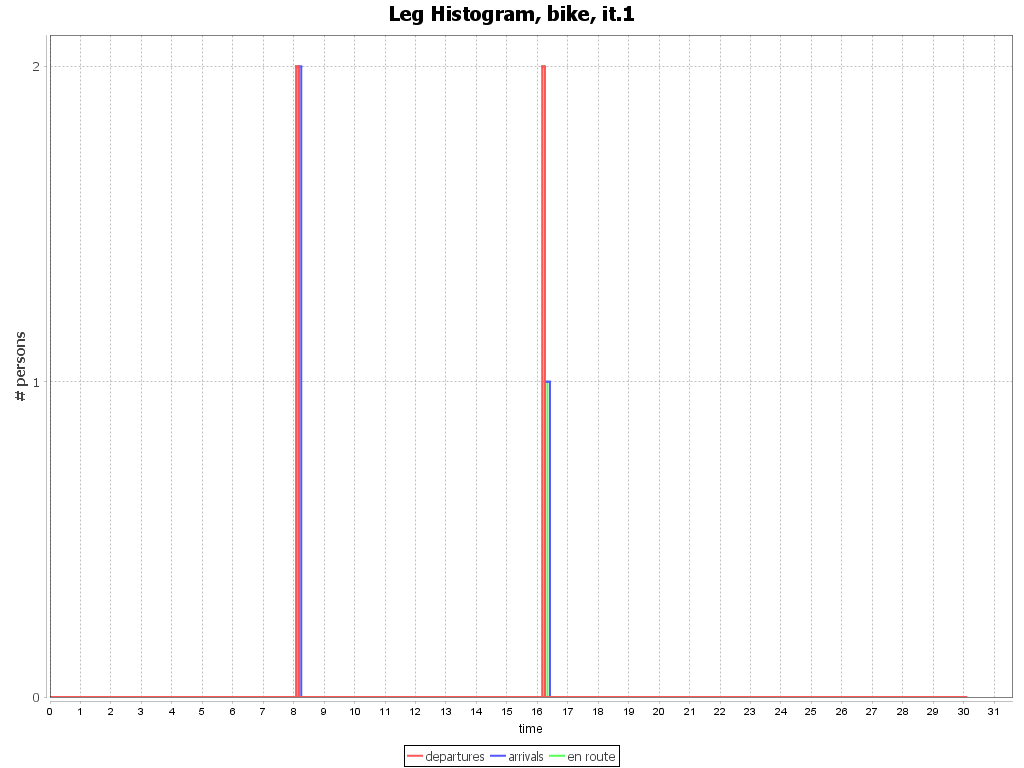 Leg Histogram, bike, it.1
# persons
2
1
0
0 1 2 3 4 5 6 7 8 9 10 11 12 13 14 15 16 17 18 19 20 21 22 23 24 25 26 27 28 29 30 31
time
departures arrivals en route